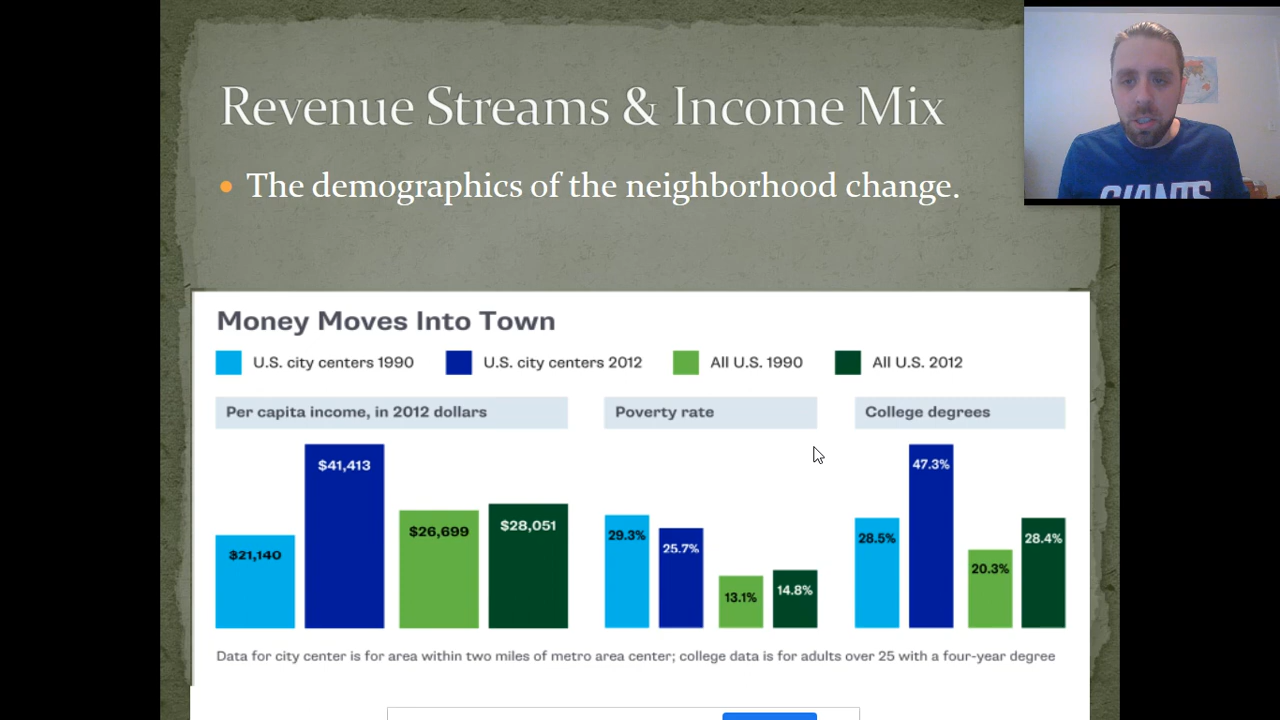 Revenue Streams & Income Mix
GIANTS
• The demographics of the neighborhood change.
Money Moves Into Town
U.S. city centers 1990 U.S. city centers 2012 All U.S. 1990 All U.S. 2012
Per capita income, in 2012 dollars Poverty rate College degrees
$21,140 $41,413 $26,699 $28,051 29.3% 25.7% 13.1% 14.8% 28.5% 47.3% 20.3% 28.4%
Data for city center is for area within two miles of metro area center; college data is for adults over 25 with a four-year degree